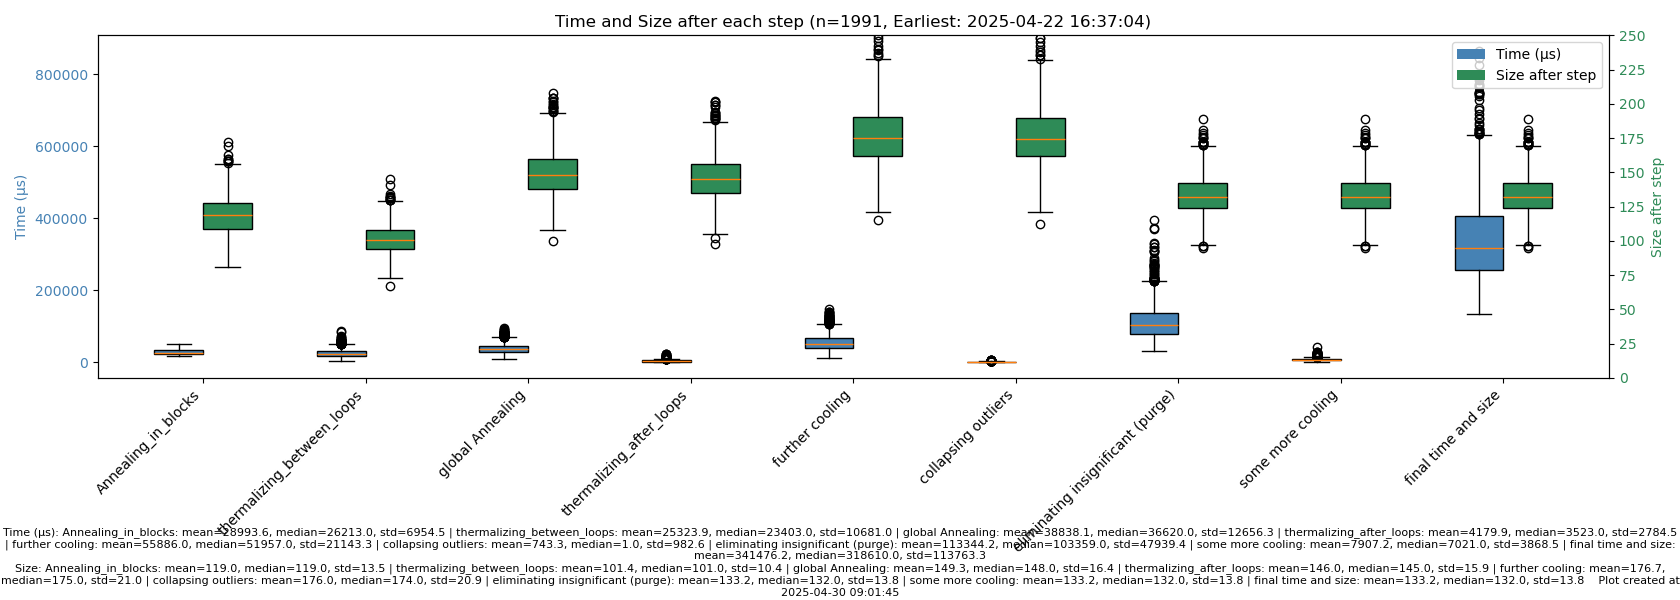 Time and Size after each step (n=1991, Earliest: 2025-04-22 16:37:04)
Time (µs)
800000
600000
400000
200000
0
Time (µs)
Size after step
250
225
200
175
150
125
100
75
50
25
0
Size after step
Annealing_in_blocks
thermalizing_between_loops
global Annealing
thermalizing_after_loops
further cooling
collapsing outliers
eliminating insignificant (purge)
some more cooling
final time and size
Time (µs): Annealing_in_blocks: mean=28993.6, median=26213.0, std=6954.5 | thermalizing_between_loops: mean=25323.9, median=23403.0, std=10681.0 | global Annealing: mean=38838.1, median=36620.0, std=12656.3 | thermalizing_after_loops: mean=4179.9, median=3523.0, std=2784.5
| further cooling: mean=55886.0, median=51957.0, std=21143.3 | collapsing outliers: mean=743.3, median=1.0, std=982.6 | eliminating insignificant (purge): mean=113344.2, median=103359.0, std=47939.4 | some more cooling: mean=7907.2, median=7021.0, std=3868.5 | final time and size:
mean=341476.2, median=318610.0, std=113763.3
Size: Annealing_in_blocks: mean=119.0, median=119.0, std=13.5 | thermalizing_between_loops: mean=101.4, median=101.0, std=10.4 | global Annealing: mean=149.3, median=148.0, std=16.4 | thermalizing_after_loops: mean=146.0, median=145.0, std=15.9 | further cooling: mean=176.7,
median=175.0, std=21.0 | collapsing outliers: mean=176.0, median=174.0, std=20.9 | eliminating insignificant (purge): mean=133.2, median=132.0, std=13.8 | some more cooling: mean=133.2, median=132.0, std=13.8 | final time and size: mean=133.2, median=132.0, std=13.8    Plot created at
2025-04-30 09:01:45